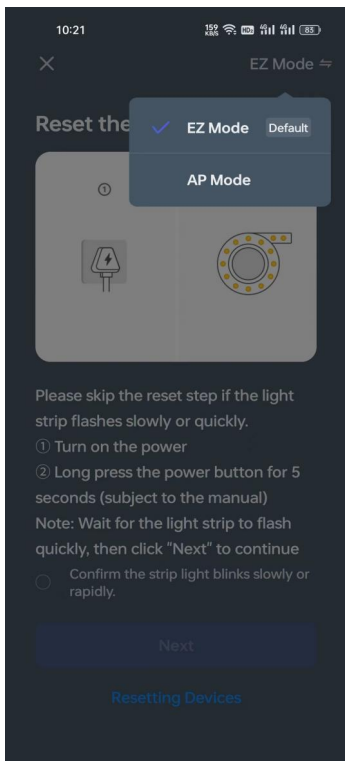 10:21
159 KB/S HD 4G 4G 85
EZ Mode
Reset the
EZ Mode Default
AP Mode
①
Please skip the reset step if the light
strip flashes slowly or quickly.
① Turn on the power
② Long press the power button for 5
seconds (subject to the manual)
Note: Wait for the light strip to flash
quickly, then click "Next" to continue
Confirm the strip light blinks slowly or
rapidly.
Next
Resetting Devices